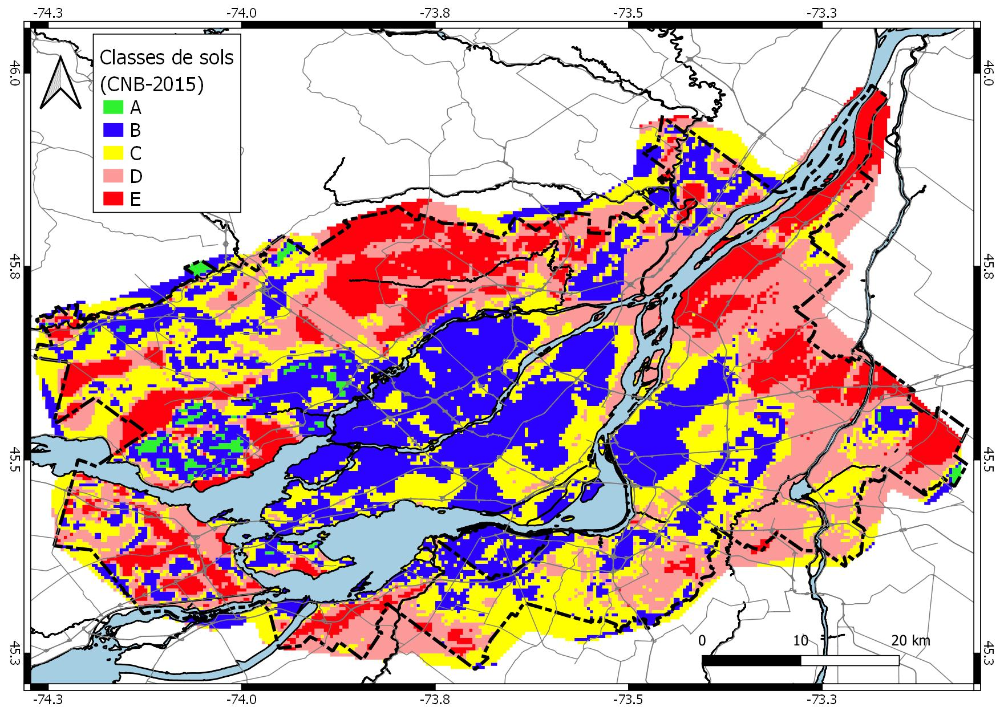 -74.3 -74.0 -73.8 -73.5 -73.3
Classes de sols
(CNB-2015)
A
B
C
D
E
46.0 46.0
45.8 45.8
45.5 45.5
45.3 45.3
0 10 20 km
-74.3 -74.0 -73.8 -73.5 -73.3